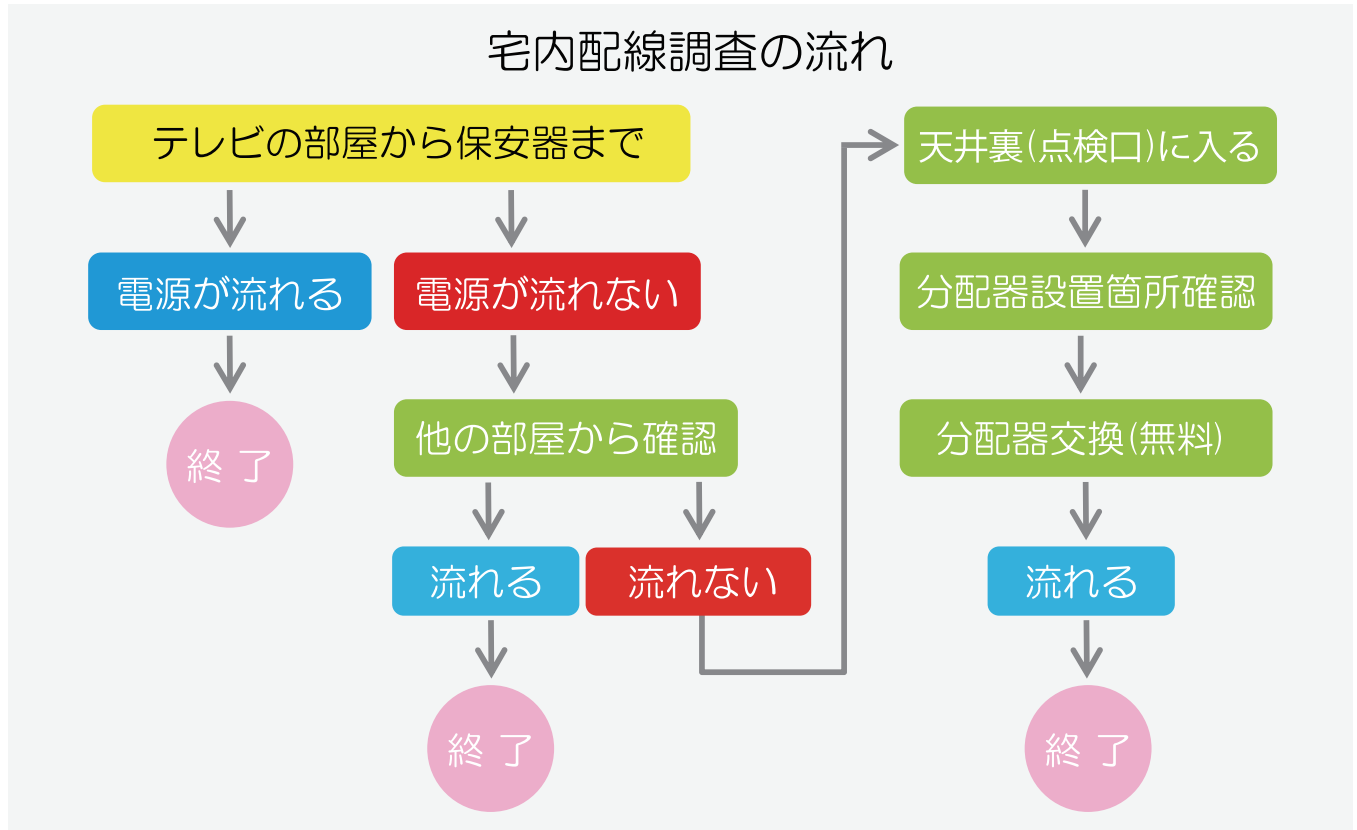 宅内配線調査の流れ
テレビの部屋から保安器まで
電源が流れる
電源が流れない
終 了
他の部屋から確認
流れる
流れない
終 了
天井裏(点検口)に入る
分配器設置箇所確認
分配器交換(無料)
流れる
終 了